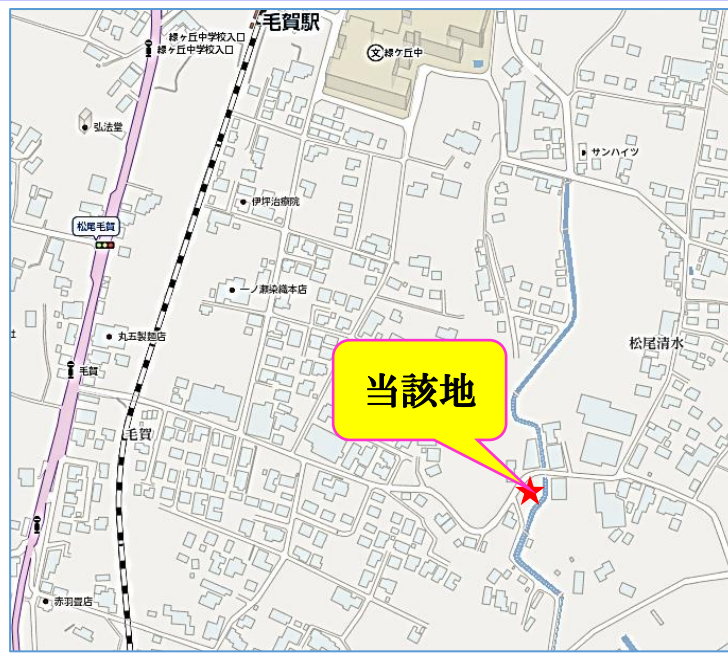 毛賀駅
緑ヶ丘中学校入口
緑ヶ丘中学校入口
文 緑ケ丘中
弘法堂
サンハイツ
伊坪治療院
松尾毛賀
一ノ瀬染織本店
丸五製麺店
松尾清水
毛賀
当該地
毛賀
赤羽畳店